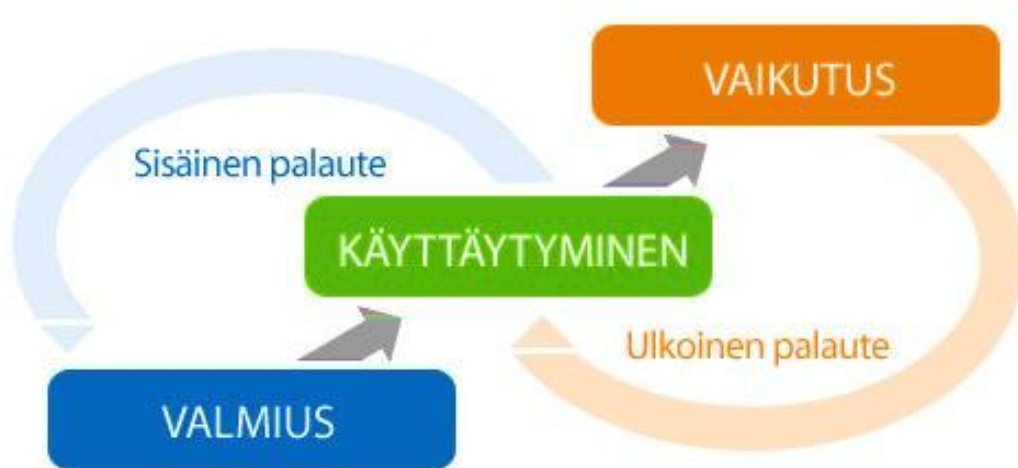 VAIKUTUS
Sisäinen palaute
KÄYTTÄYTYMINEN
Ulkoinen palaute
VALMIUS